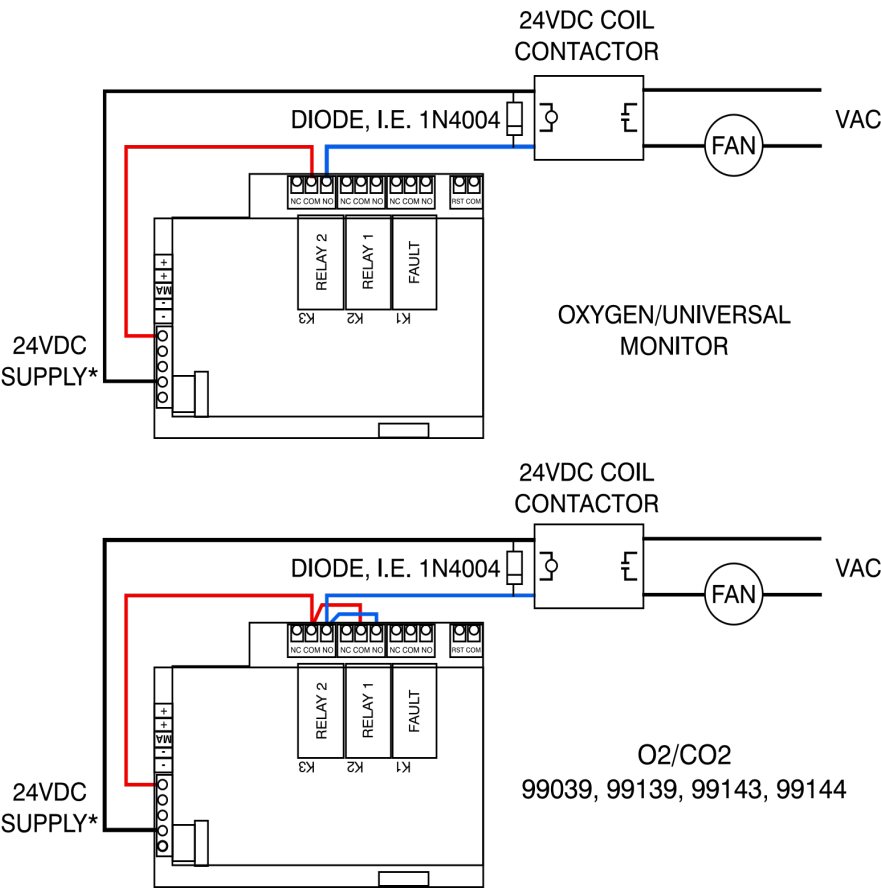 24VDC COIL
CONTACTOR
DIODE, I.E. 1N4004
VAC
FAN
NC COM NO NC COM NO NC COM NO RST COM
RELAY 2
RELAY 1
FAULT
K3
K2
K1
+
+
MA
-
-
24VDC
SUPPLY*
OXYGEN/UNIVERSAL
MONITOR
24VDC COIL
CONTACTOR
DIODE, I.E. 1N4004
VAC
FAN
NC COM NO NC COM NO NC COM NO RST COM
RELAY 2
RELAY 1
FAULT
K3
K2
K1
+
+
MA
-
-
24VDC
SUPPLY*
O2/CO2
99039, 99139, 99143, 99144